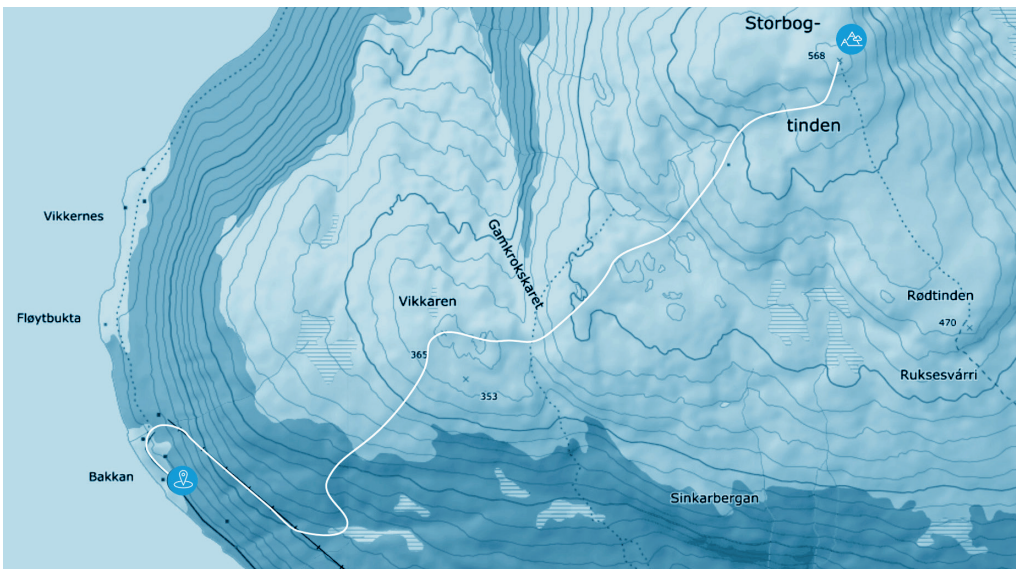 Storbog-
568
tinden
Vikkernes
Gamkrokskaret
Vikkaren
Rødtinden
470
Fløytbukta
365
Ruksesvárri
353
Bakkan
Sinkarbergan